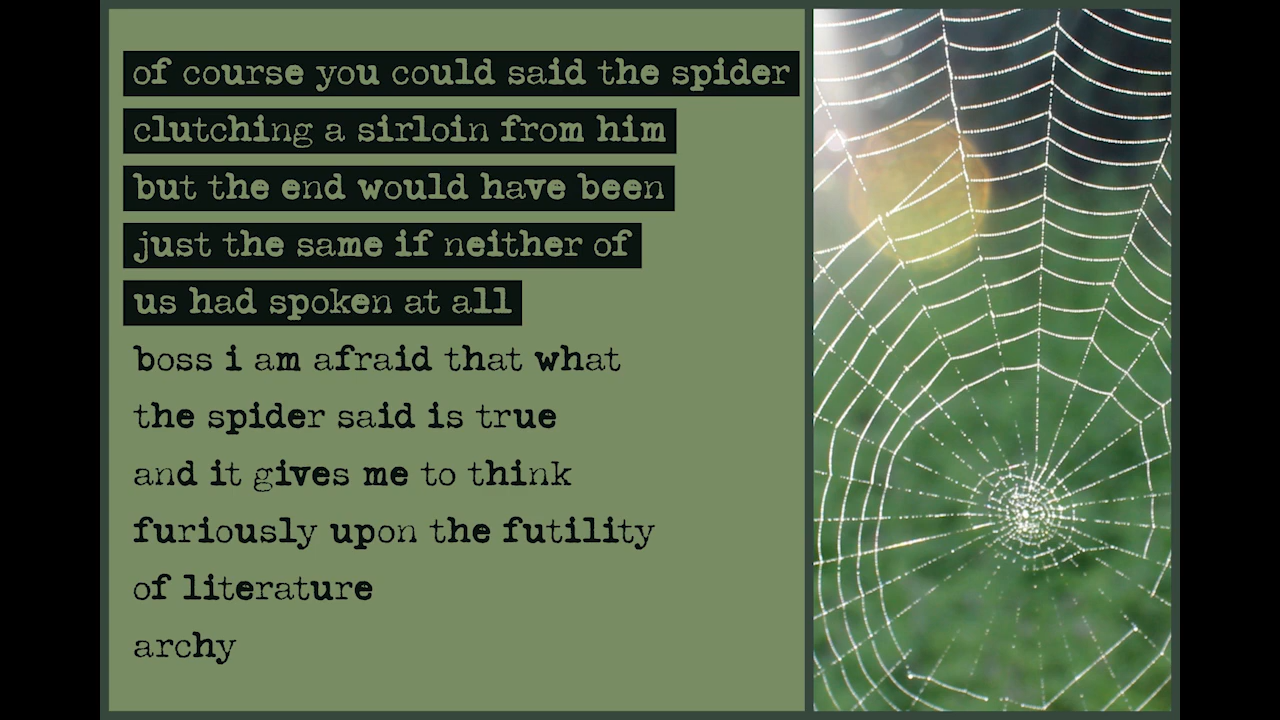 of course you could said the spider
clutching a sirloin from him
but the end would have been
just the same if neither of
us had spoken at all
boss i am afraid that what
the spider said is true
and it gives me to think
furiously upon the futility
of literature
archy